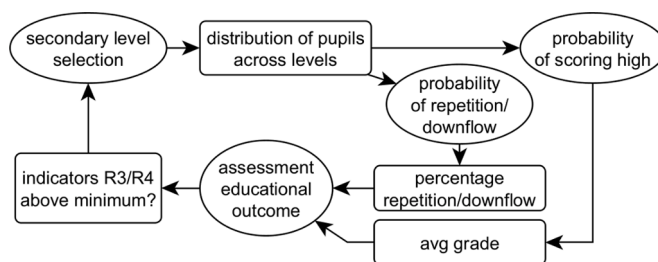 secondary level
selection
distribution of pupils
across levels
probability
of scoring high
probability
of repetition/
downflow
indicators R3/R4
above minimum?
assessment
educational
outcome
percentage
repetition/downflow
avg grade